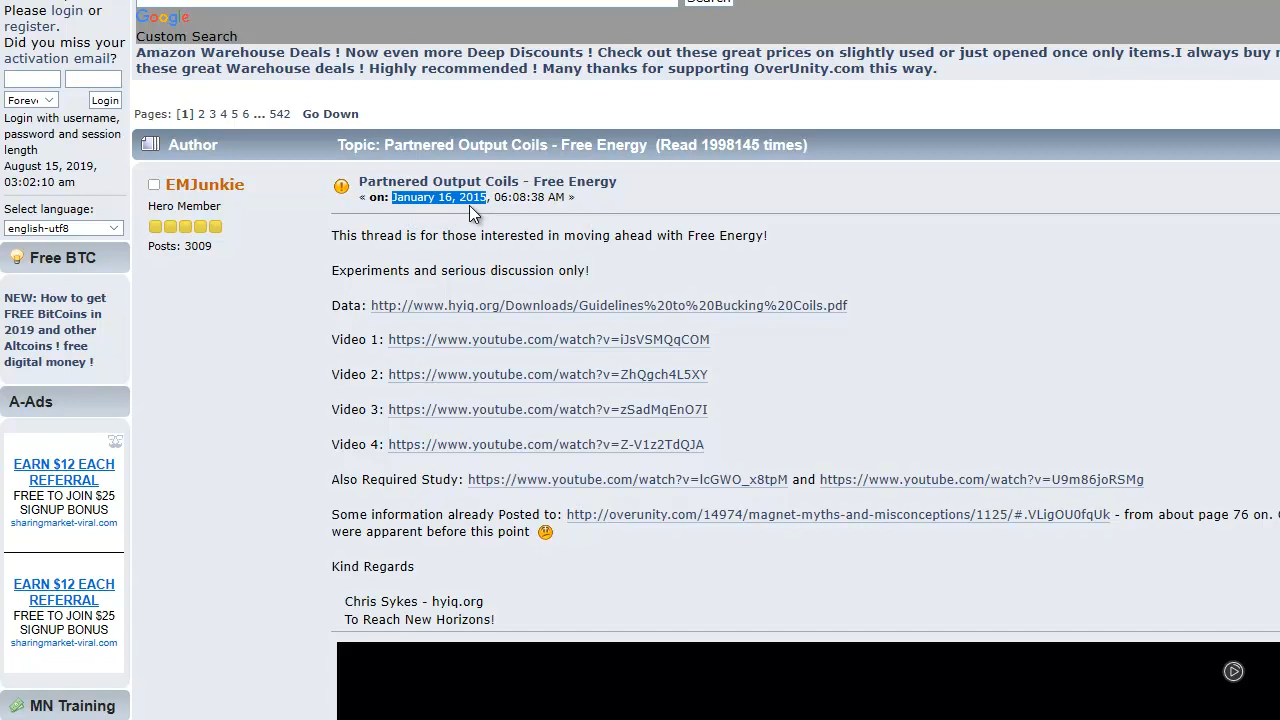 Please login or
register.
Did you miss your
activation email?
Forev
Login
Login with username,
password and session
length
August 15, 2019,
03:02:10 am
Select language:
english-utf8
Free BTC
NEW: How to get
FREE BitCoins in
2019 and other
Altcoins ! free
digital money !
A-Ads
EARN $12 EACH
REFERRAL
FREE TO JOIN $25
SIGNUP BONUS
sharingmarket-viral.com
EARN $12 EACH
REFERRAL
FREE TO JOIN $25
SIGNUP BONUS
sharingmarket-viral.com
MN Training
Search
Google
Custom Search
Amazon Warehouse Deals ! Now even more Deep Discounts ! Check out these great prices on slightly used or just opened once only items.I always buy
these great Warehouse deals ! Highly recommended ! Many thanks for supporting OverUnity.com this way.
Pages: [1] 2 3 4 5 6 ... 542 Go Down
Author Topic: Partnered Output Coils - Free Energy (Read 1998145 times)
EMJunkie
Hero Member
Posts: 3009
Partnered Output Coils - Free Energy
« on: January 16, 2015, 06:08:38 AM »
This thread is for those interested in moving ahead with Free Energy!
Experiments and serious discussion only!
Data: http://www.hyiq.org/Downloads/Guidelines%20to%20Bucking%20Coils.pdf
Video 1: https://www.youtube.com/watch?v=iJsVSMQqCOM
Video 2: https://www.youtube.com/watch?v=ZhQgch4L5XY
Video 3: https://www.youtube.com/watch?v=zSadMqEnO7I
Video 4: https://www.youtube.com/watch?v=Z-V1z2TdQJA
Also Required Study: https://www.youtube.com/watch?v=lcGWO_x8tpM and https://www.youtube.com/watch?v=U9m86joRSMg
Some information already Posted to: http://overunity.com/14974/magnet-myths-and-misconceptions/1125/#.VLigOU0fqUk - from about page 76 on.
were apparent before this point
Kind Regards
Chris Sykes - hyiq.org
To Reach New Horizons!